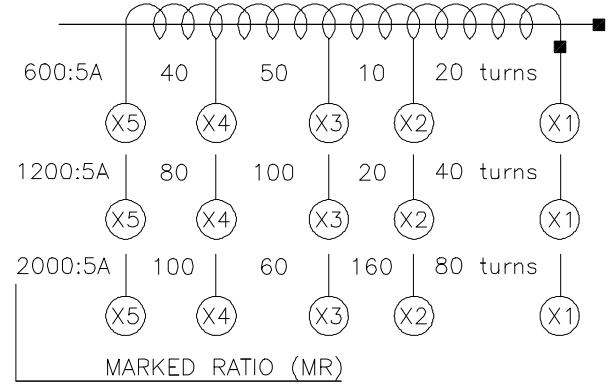 600:5A 40 50 10 20 turns
X5 X4 X3 X2 X1
1200:5A 80 100 20 40 turns
X5 X4 X3 X2 X1
2000:5A 100 60 160 80 turns
X5 X4 X3 X2 X1
MARKED RATIO (MR)